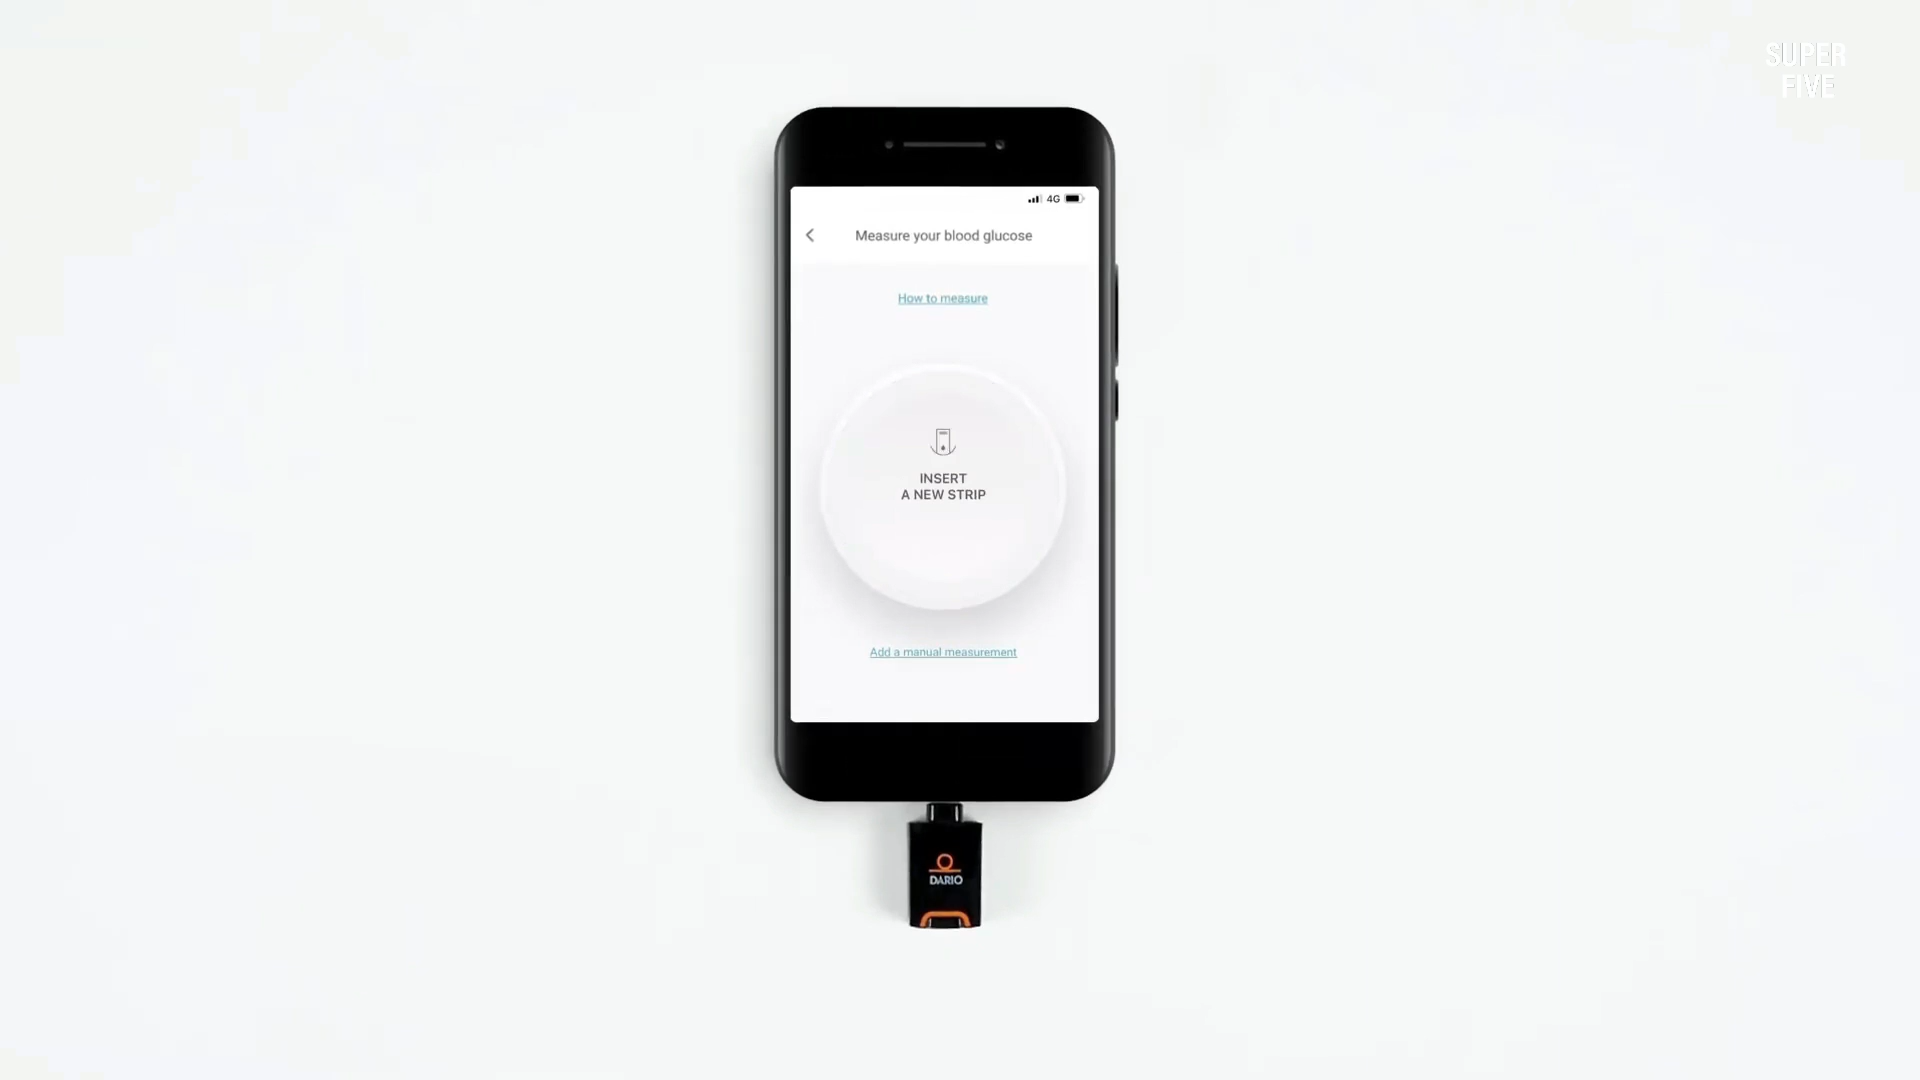 SUPER
FIVE
4G
Measure your blood glucose
How to measure
INSERT
A NEW STRIP
Add a manual measurement
DARIO